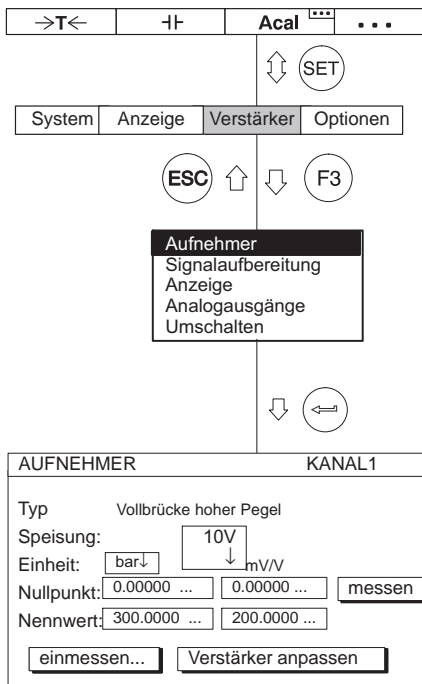 →T← ⊣⊢ Acal ...
SET
System Anzeige Verstärker Optionen
ESC F3
Aufnehmer
Signalaufbereitung
Anzeige
Analogausgänge
Umschalten
AUFNEHMER KANAL1
Typ Vollbrücke hoher Pegel
Speisung: 10V
Einheit: bar↓ ↓ mV/V
Nullpunkt: 0.00000 ... 0.00000 ... messen
Nennwert: 300.0000 ... 200.0000 ...
einmessen... Verstärker anpassen